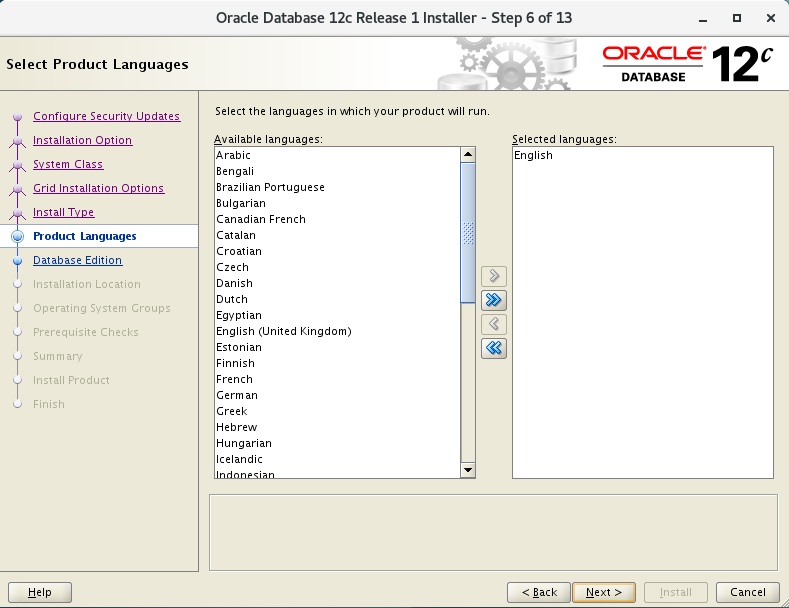 Oracle Database 12c Release 1 Installer - Step 6 of 13
Select Product Languages
ORACLE
DATABASE
12c
Configure Security Updates
Installation Option
System Class
Grid Installation Options
Install Type
Product Languages
Database Edition
Installation Location
Operating System Groups
Prerequisite Checks
Summary
Install Product
Finish
Select the languages in which your product will run.
Available languages:
Arabic
Bengali
Brazilian Portuguese
Bulgarian
Canadian French
Catalan
Croatian
Czech
Danish
Dutch
Egyptian
English (United Kingdom)
Estonian
Finnish
French
German
Greek
Hebrew
Hungarian
Icelandic
Indonesian
Selected languages:
English
Help
< Back
Next >
Install
Cancel